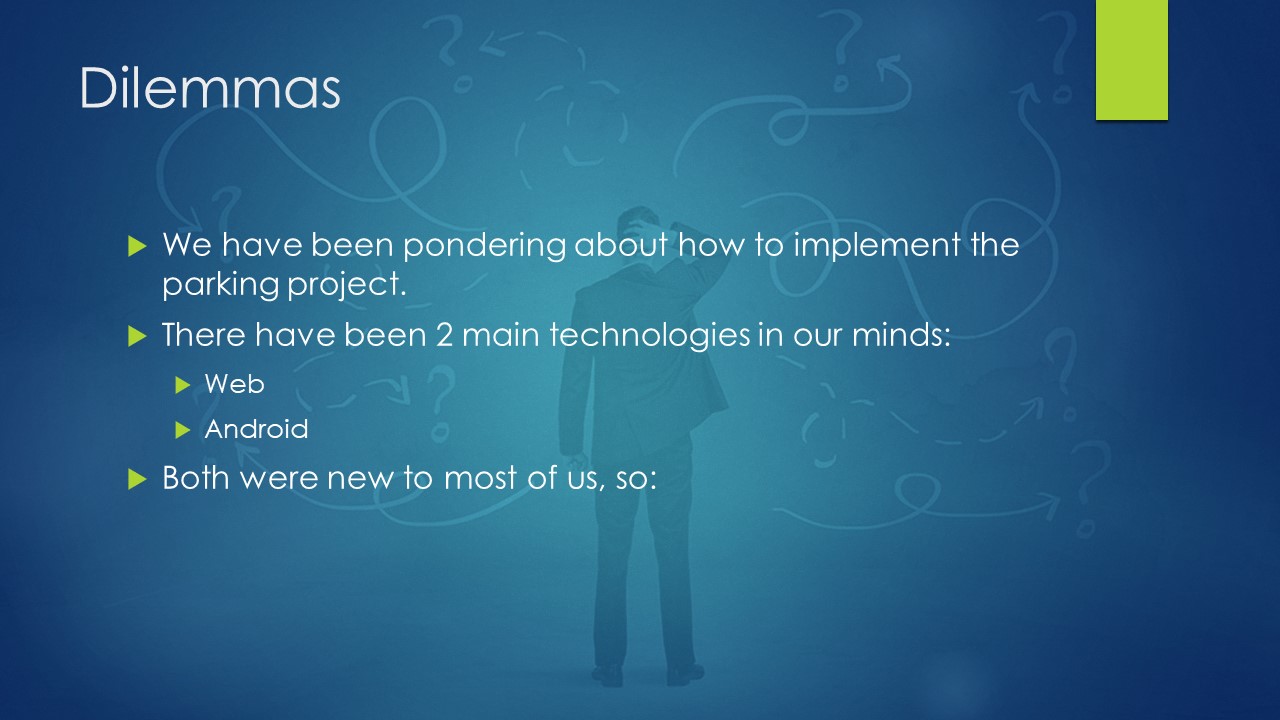 Dilemmas
We have been pondering about how to implement the
parking project.
There have been 2 main technologies in our minds:
Web
Android
Both were new to most of us, so: